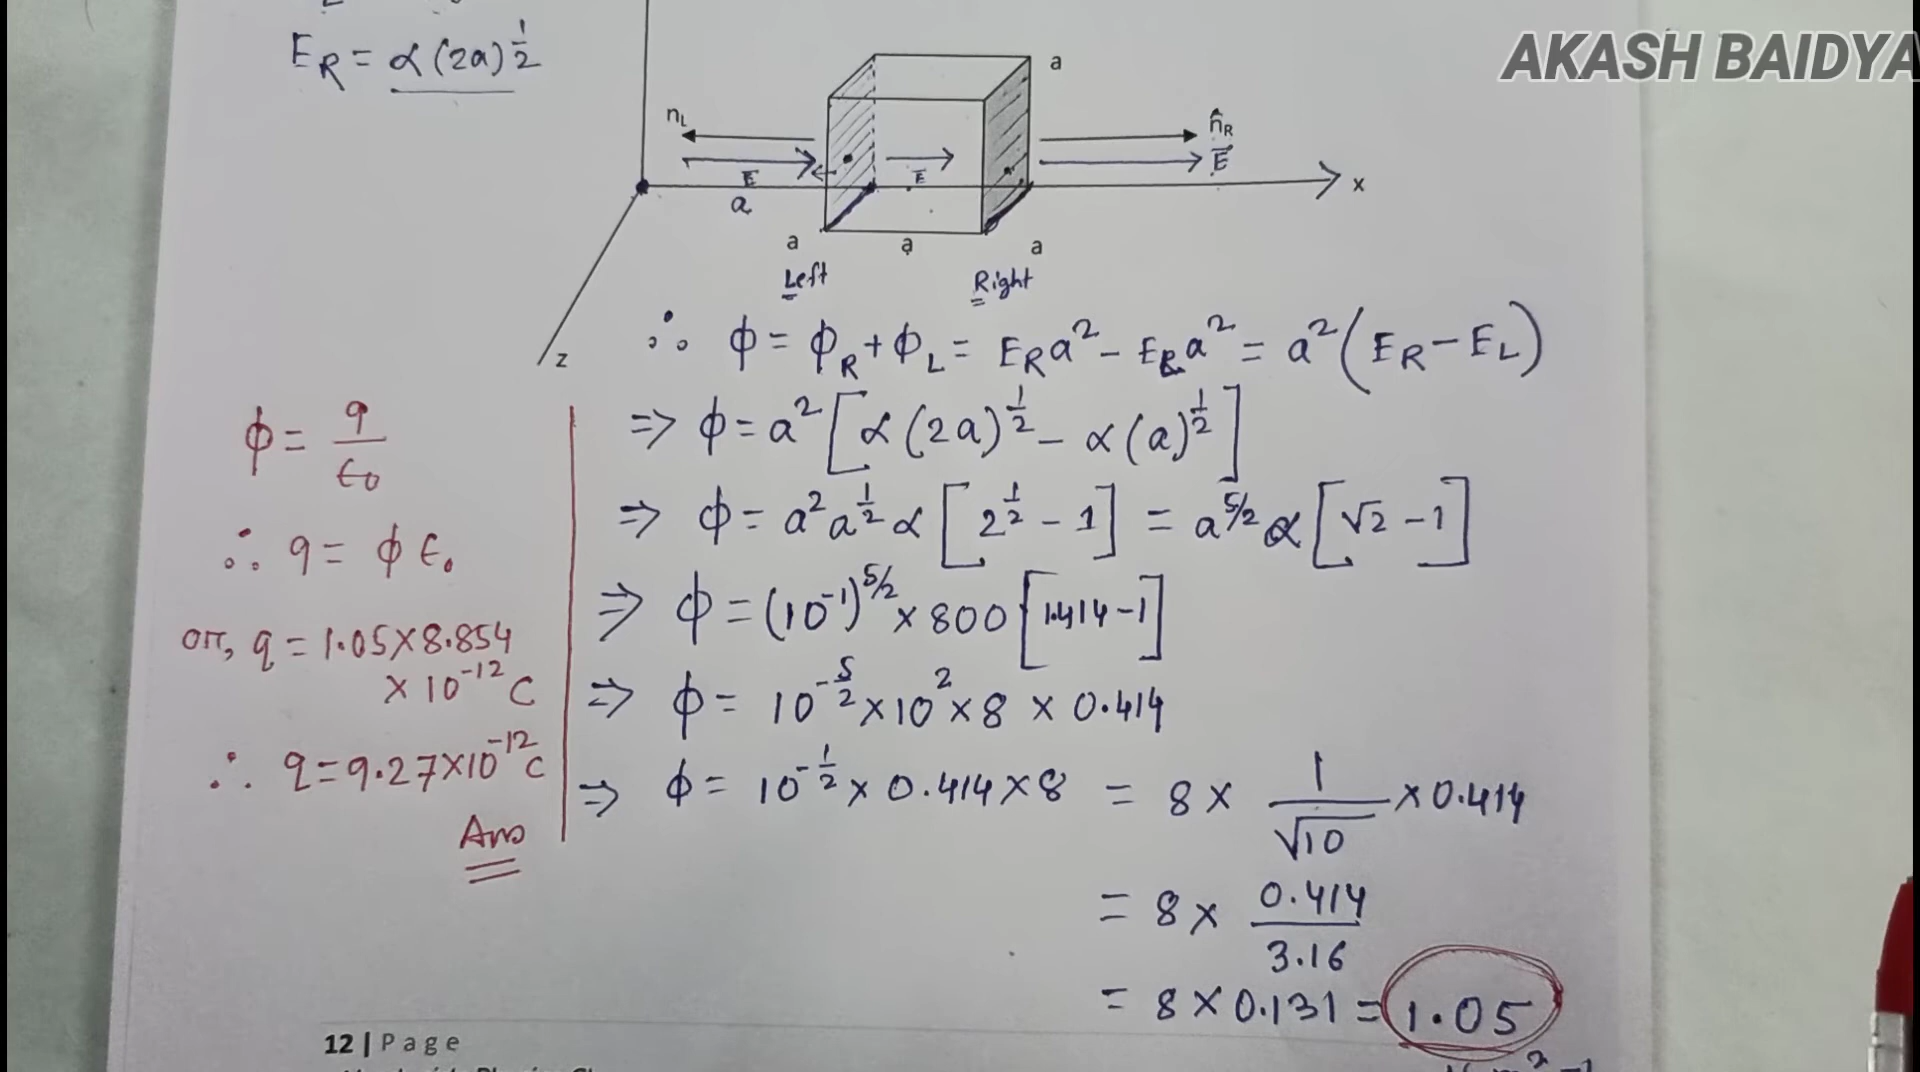 AKASH BAIDYA
E_R = α (2a)^{1/2}
a
n_L
n̂_R
E
E
E⃗
x
a
a
a
a
Left
Right
z
∴ ϕ = ϕ_R + ϕ_L = E_R a² - E_L a² = a² (E_R - E_L)
⇒ ϕ = a² [α (2a)^{1/2} - α (a)^{1/2}]
⇒ ϕ = a² a^{1/2} α [2^{1/2} - 1] = a^{5/2} α [√2 - 1]
⇒ ϕ = (10^{-1})^{5/2} × 800 [1.414 - 1]
⇒ ϕ = 10^{-5/2} × 10² × 8 × 0.414
⇒ ϕ = 10^{-1/2} × 0.414 × 8 = 8 × 1/√10 × 0.414
= 8 × 0.414/3.16
= 8 × 0.131 = 1.05
ϕ = q/ϵ₀
∴ q = ϕ ϵ₀
or, q = 1.05 × 8.854
× 10^{-12} C
∴ q = 9.27 × 10^{-12} C
Ans
12 | Page